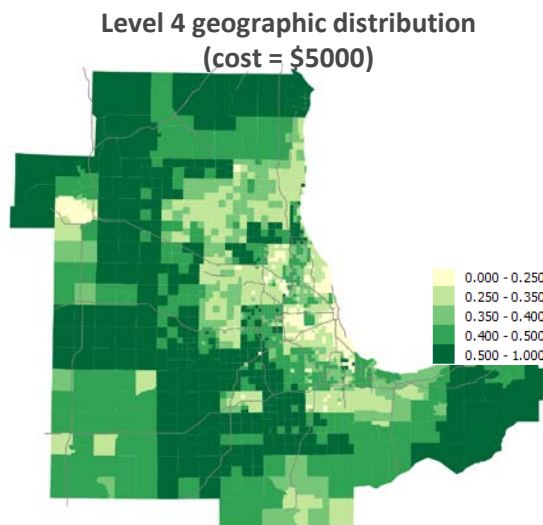 Level 4 geographic distribution
(cost = $5000)
0.000 - 0.250
0.250 - 0.350
0.350 - 0.400
0.400 - 0.500
0.500 - 1.000